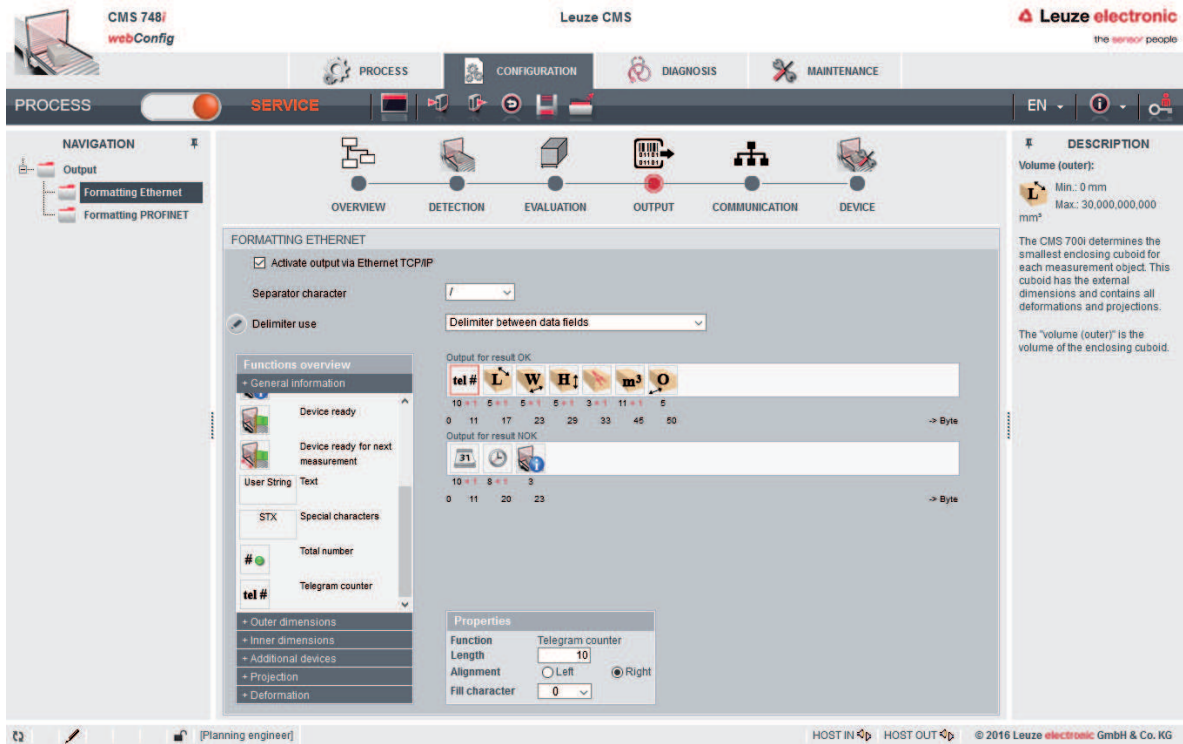 CMS 748i
webConfig
Leuze CMS
Leuze electronic
the sensor people
PROCESS
CONFIGURATION
DIAGNOSIS
MAINTENANCE
PROCESS
SERVICE
EN
NAVIGATION
Output
Formatting Ethernet
Formatting PROFINET
OVERVIEW
DETECTION
EVALUATION
OUTPUT
COMMUNICATION
DEVICE
FORMATTING ETHERNET
Activate output via Ethernet TCP/IP
Separator character
/
Delimiter use
Delimiter between data fields
Functions overview
+ General information
Device ready
Device ready for next
measurement
User String Text
STX Special characters
# Total number
tel # Telegram counter
+ Outer dimensions
+ Inner dimensions
+ Additional devices
+ Projection
+ Deformation
Output for result OK
tel # L W H m³ O
10 + 1 5 + 1 5 + 1 5 + 1 3 + 1 11 + 1 5
0 11 17 23 29 33 45 50 -> Byte
Output for result NOK
31
10 + 1 8 + 1 3
0 11 20 23 -> Byte
Properties
Function Telegram counter
Length 10
Alignment Left Right
Fill character 0
DESCRIPTION
Volume (outer):
L
Min.: 0 mm
Max.: 30,000,000,000
mm³
The CMS 700i determines the
smallest enclosing cuboid for
each measurement object. This
cuboid has the external
dimensions and contains all
deformations and projections.
The "volume (outer)" is the
volume of the enclosing cuboid.
[Planning engineer]
HOST IN
HOST OUT
© 2016 Leuze electronic GmbH & Co. KG